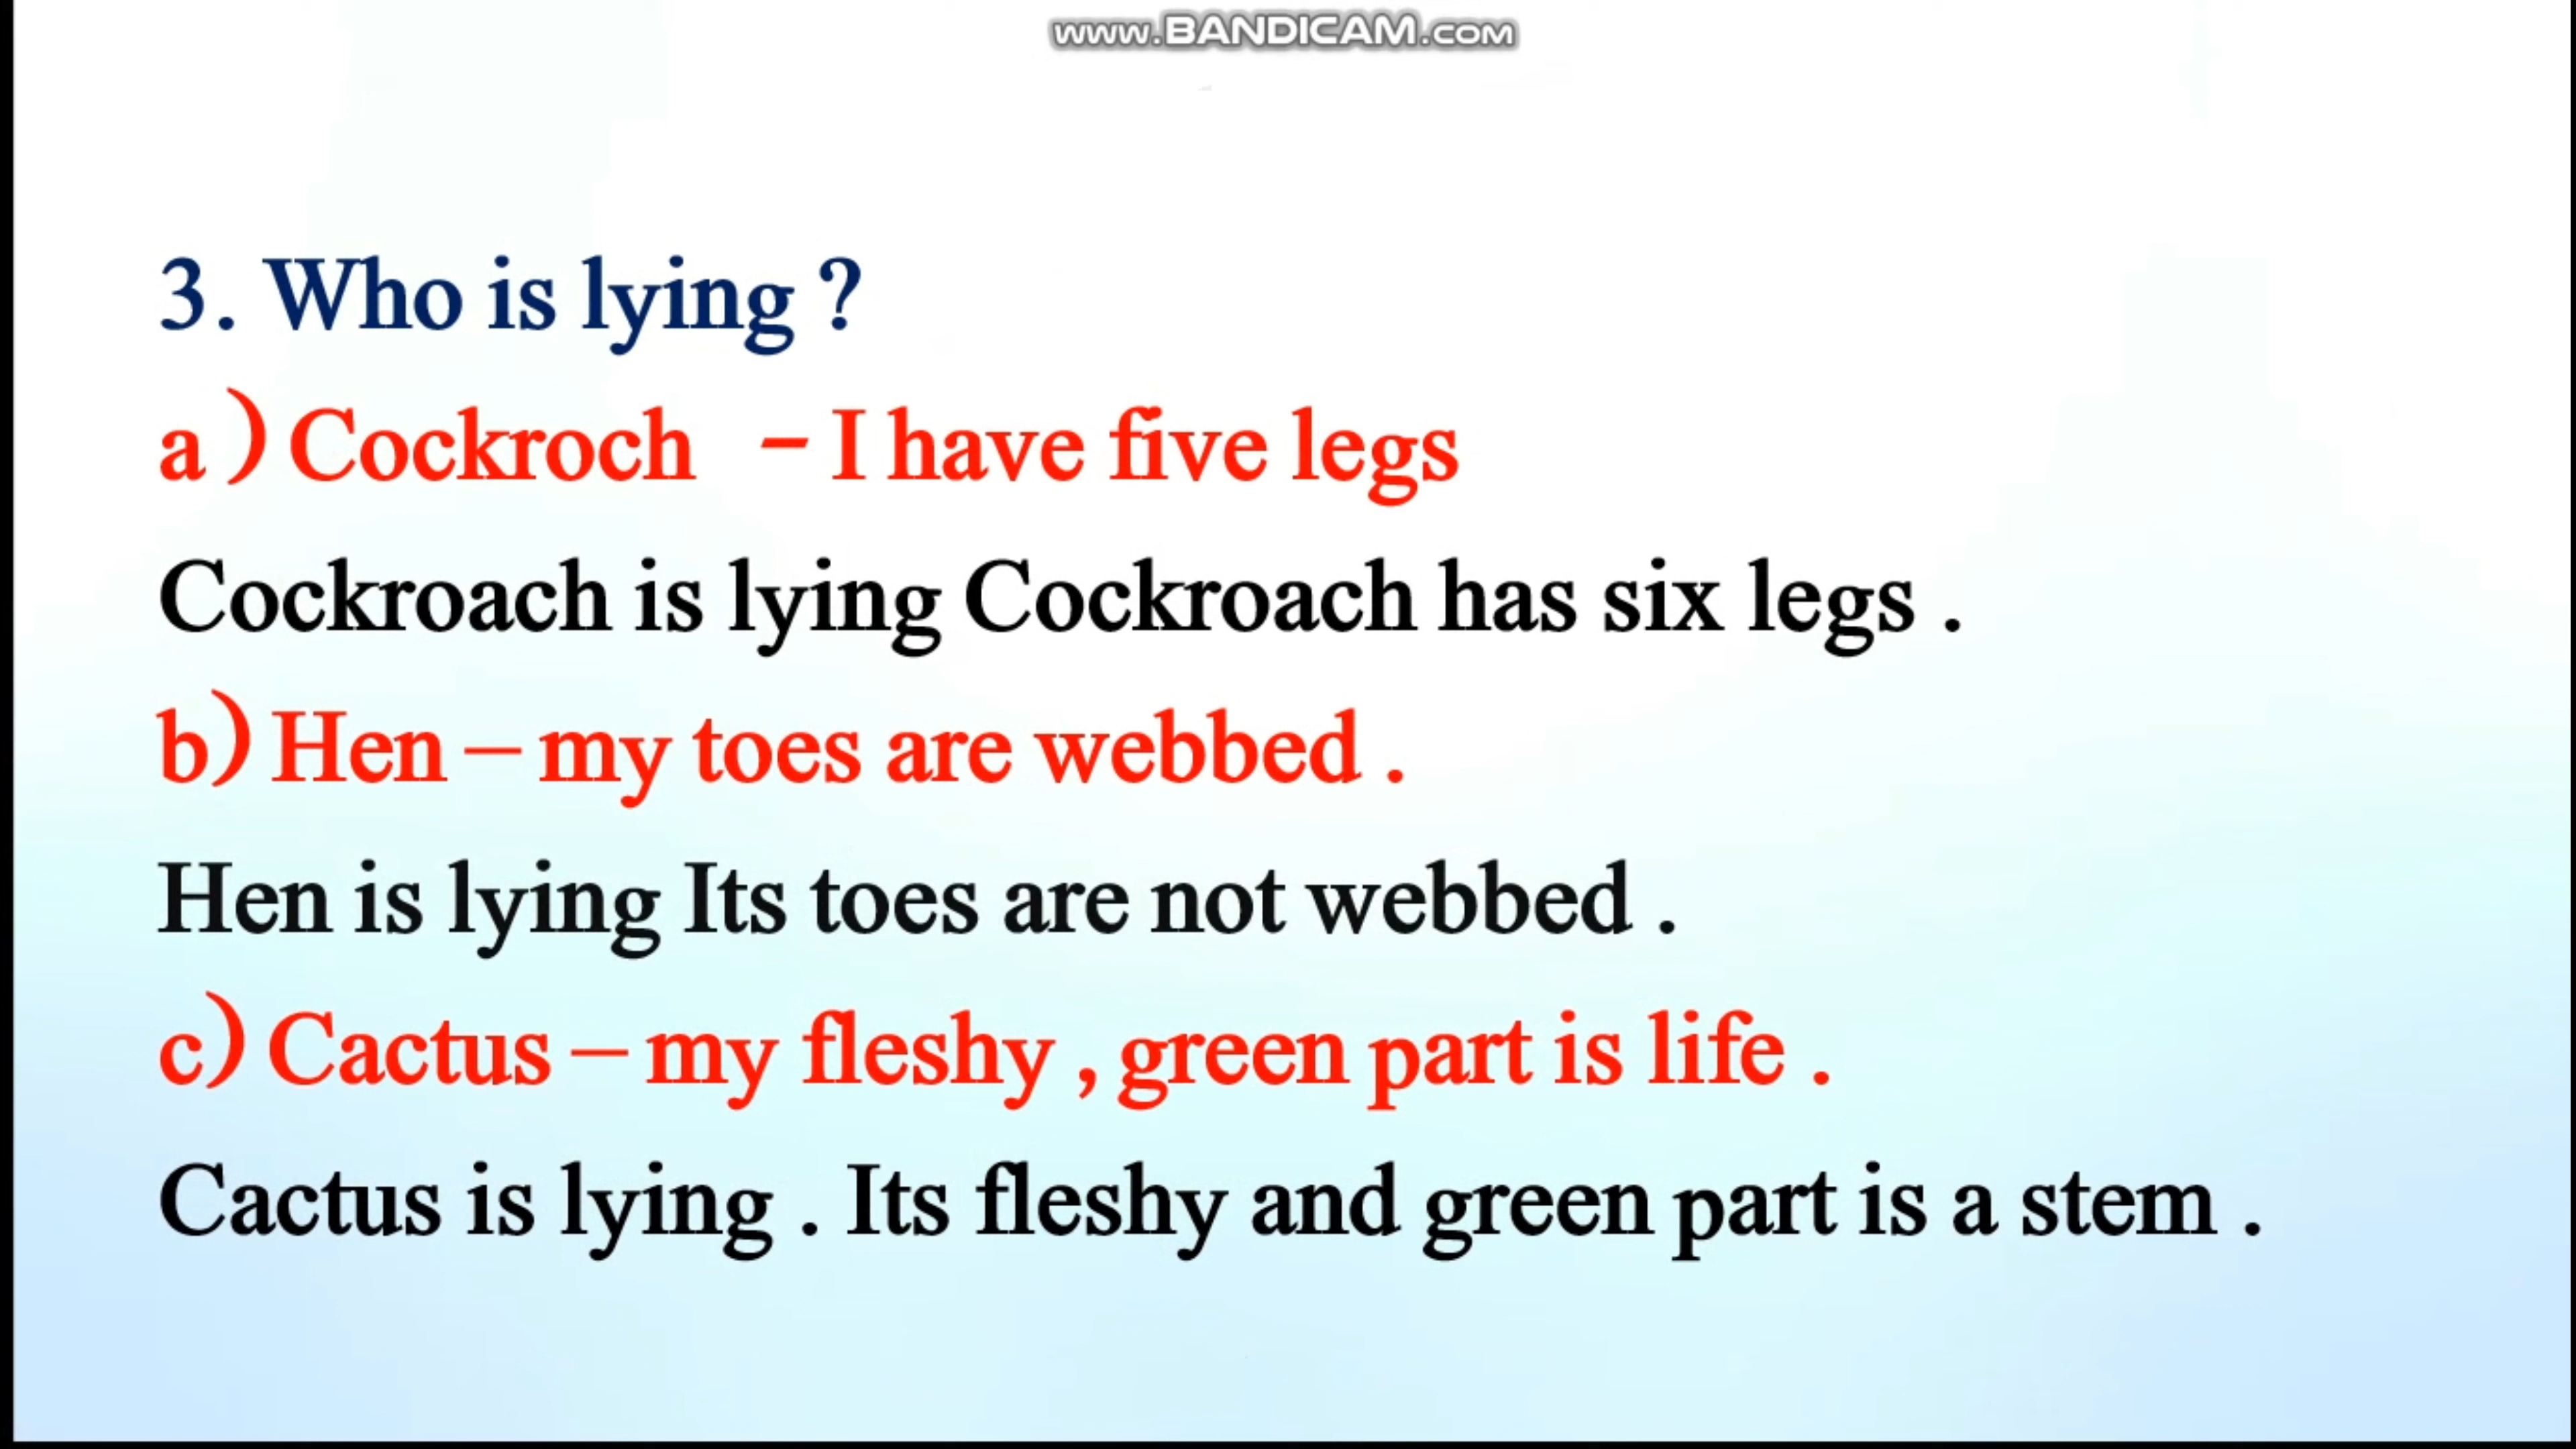 www.BANDICAM.com
3. Who is lying ?
a ) Cockroch – I have five legs
Cockroach is lying Cockroach has six legs .
b) Hen – my toes are webbed .
Hen is lying Its toes are not webbed .
c) Cactus – my fleshy , green part is life .
Cactus is lying . Its fleshy and green part is a stem .